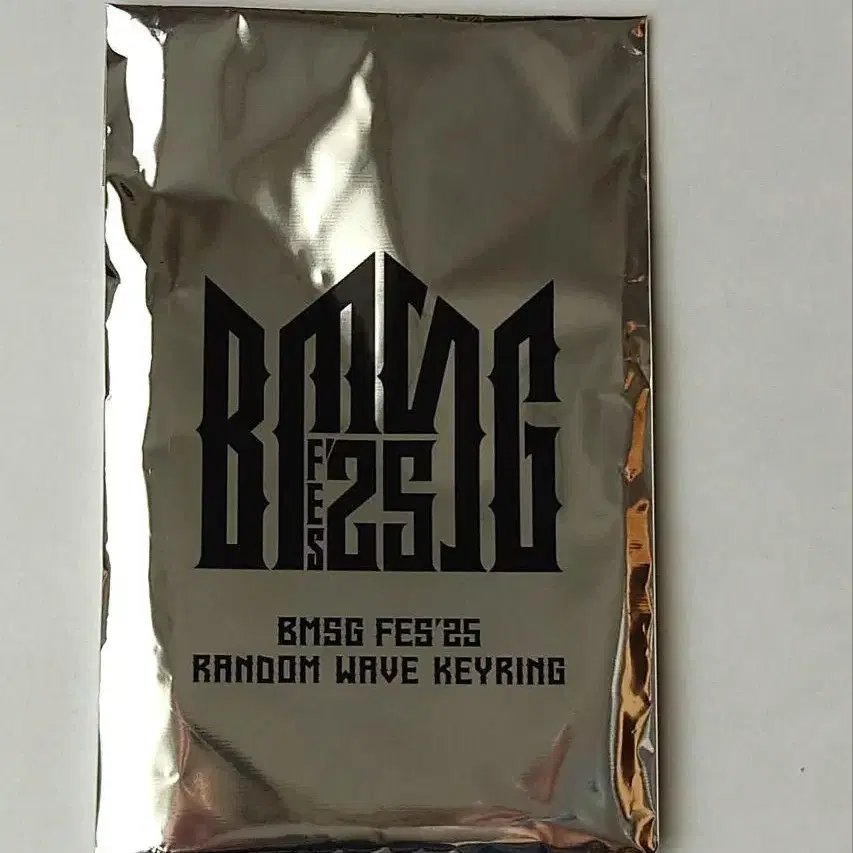 BMSG
FES'25
BMSG FES'25
RANDOM WAVE KEYRING